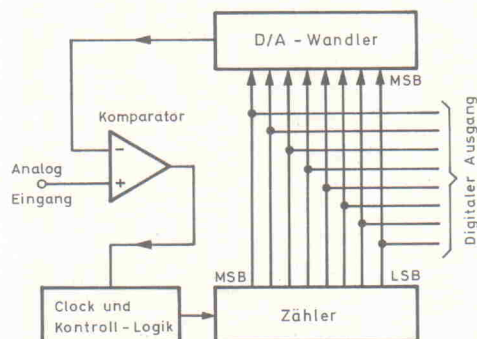 D/A - Wandler
MSB
Komparator
-
+
Analog
Eingang
Digitaler Ausgang
MSB
LSB
Clock und
Kontroll - Logik
Zähler